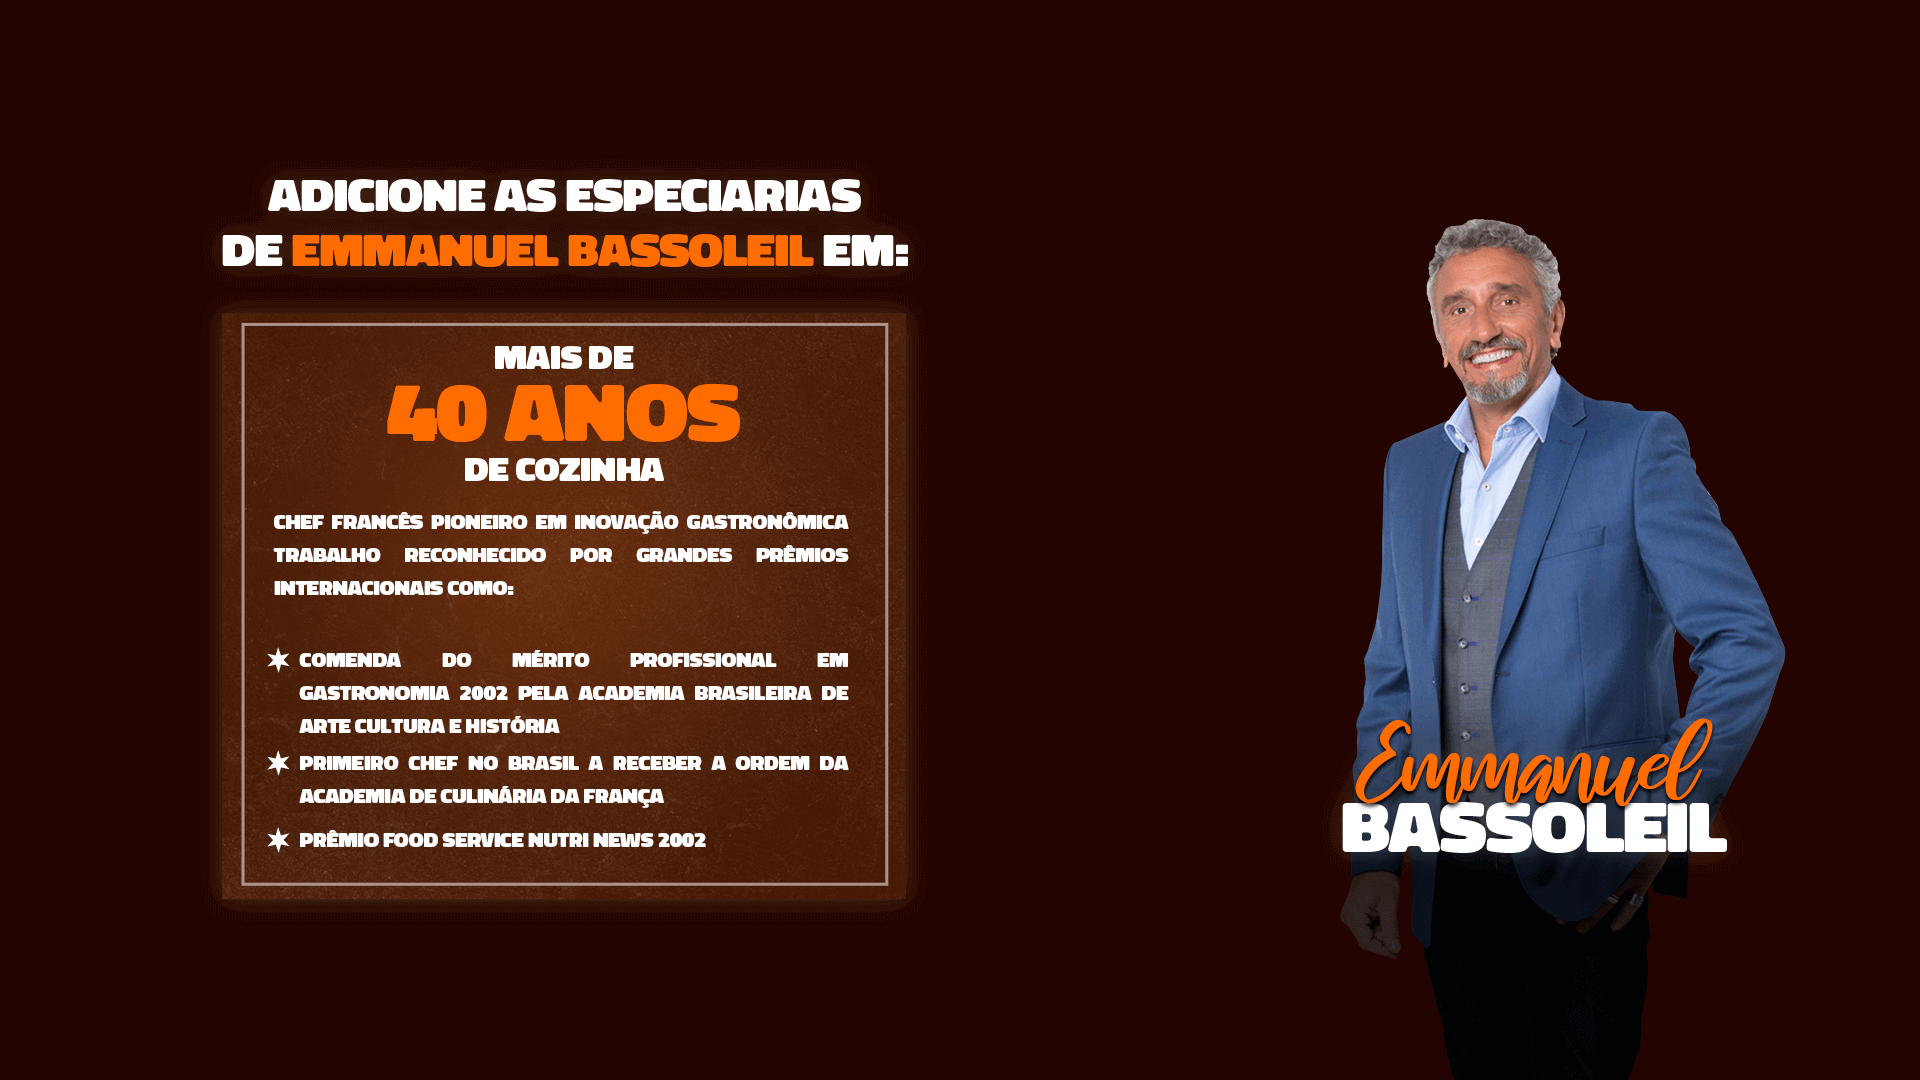 ADICIONE AS ESPECIARIAS
DE EMMANUEL BASSOLEIL EM:
MAIS DE
40 ANOS
DE COZINHA
CHEF FRANCÊS PIONEIRO EM INOVAÇÃO GASTRONÔMICA
TRABALHO RECONHECIDO POR GRANDES PRÊMIOS
INTERNACIONAIS COMO:
COMENDA DO MÉRITO PROFISSIONAL EM
GASTRONOMIA 2002 PELA ACADEMIA BRASILEIRA DE
ARTE CULTURA E HISTÓRIA
PRIMEIRO CHEF NO BRASIL A RECEBER A ORDEM DA
ACADEMIA DE CULINÁRIA DA FRANÇA
PRÊMIO FOOD SERVICE NUTRI NEWS 2002
Emmanuel
BASSOLEIL